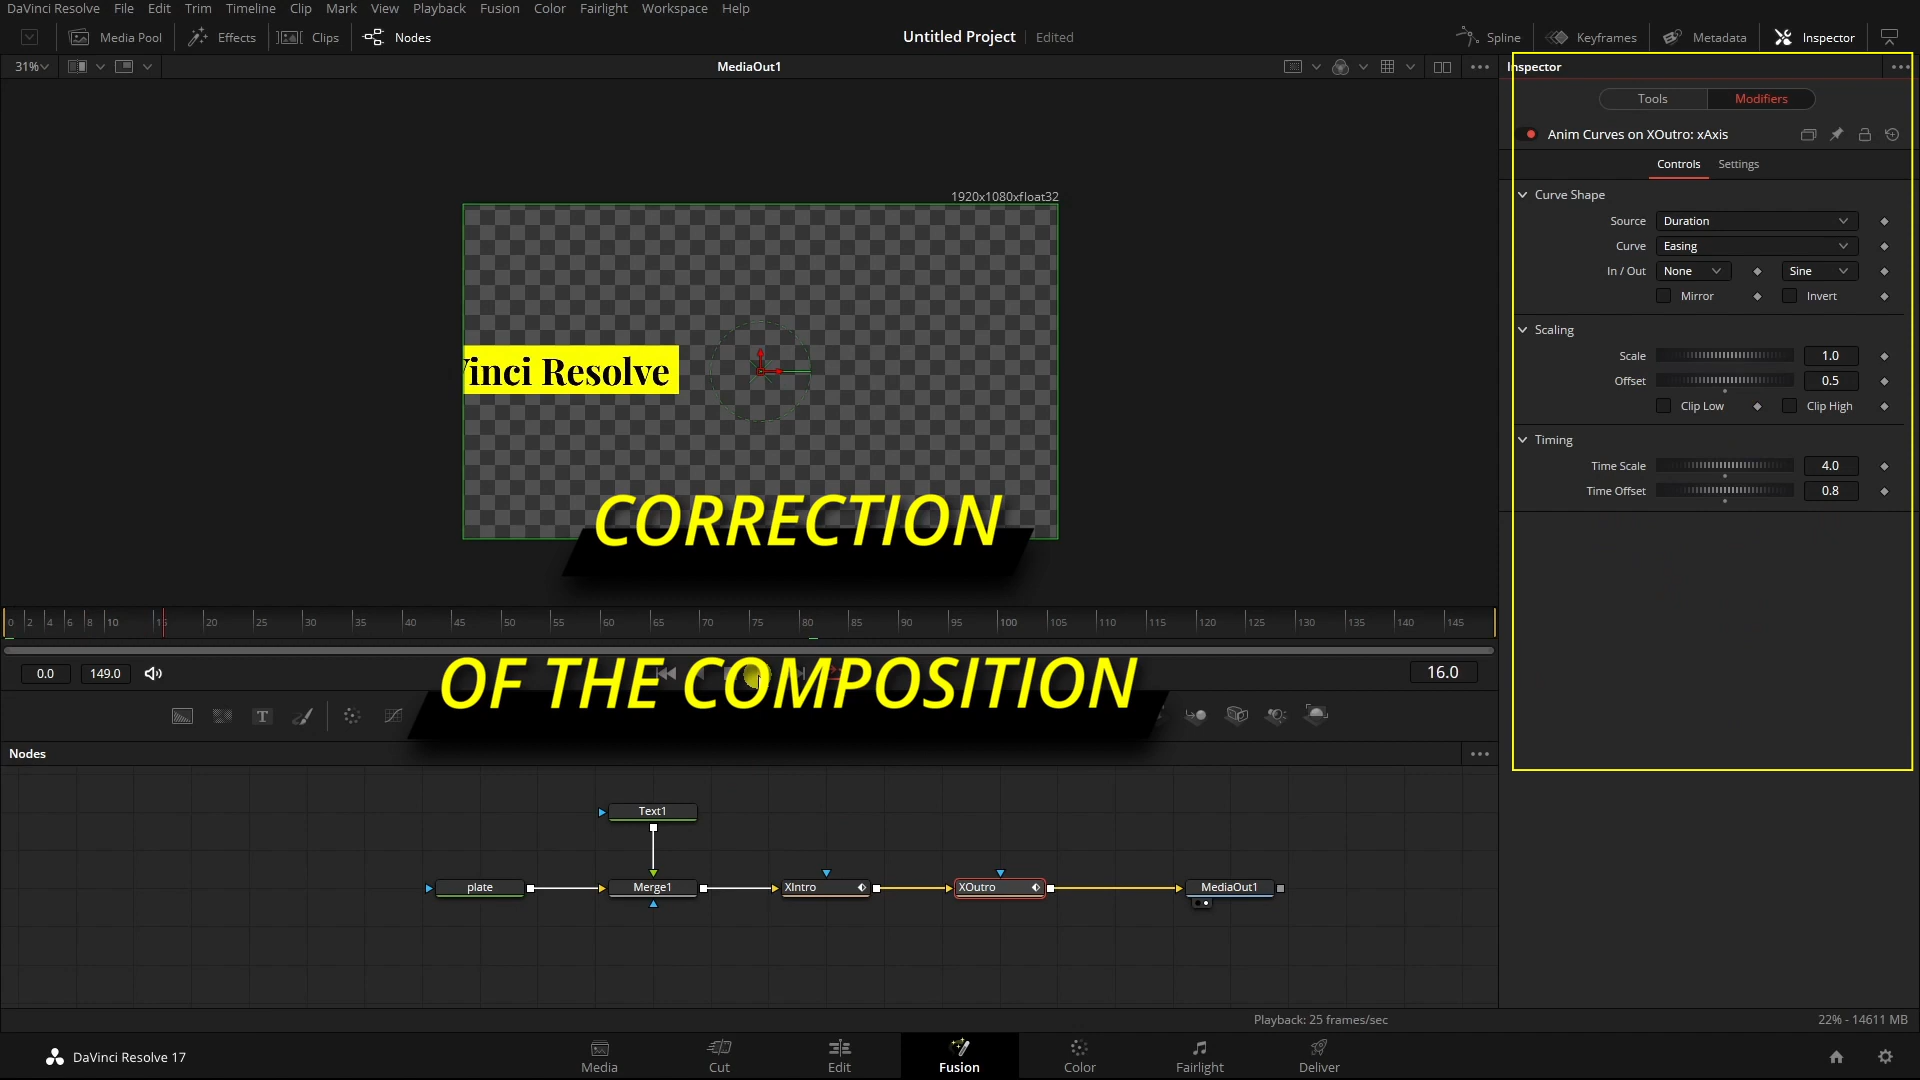 DaVinci Resolve File Edit Trim Timeline Clip Mark View Playback Fusion Color Fairlight Workspace Help
Media Pool Effects Clips Nodes Untitled Project Edited Spline Keyframes Metadata Inspector
31% MediaOut1 Inspector
Tools Modifiers
Anim Curves on XOutro: xAxis
Controls Settings
Curve Shape
Source Duration
Curve Easing
In / Out None Sine
Mirror Invert
Scaling
Scale 1.0
Offset 0.5
Clip Low Clip High
Timing
Time Scale 4.0
Time Offset 0.8
1920x1080xfloat32
Vinci Resolve
CORRECTION
0 2 4 6 8 10 20 25 30 35 40 45 50 55 60 65 70 75 80 85 90 95 100 105 110 115 120 125 130 135 140 145
0.0 149.0 16.0
OF THE COMPOSITION
T
Nodes
Text1
plate Merge1 XIntro XOutro MediaOut1
Playback: 25 frames/sec 22% - 14611 MB
DaVinci Resolve 17 Media Cut Edit Fusion Color Fairlight Deliver